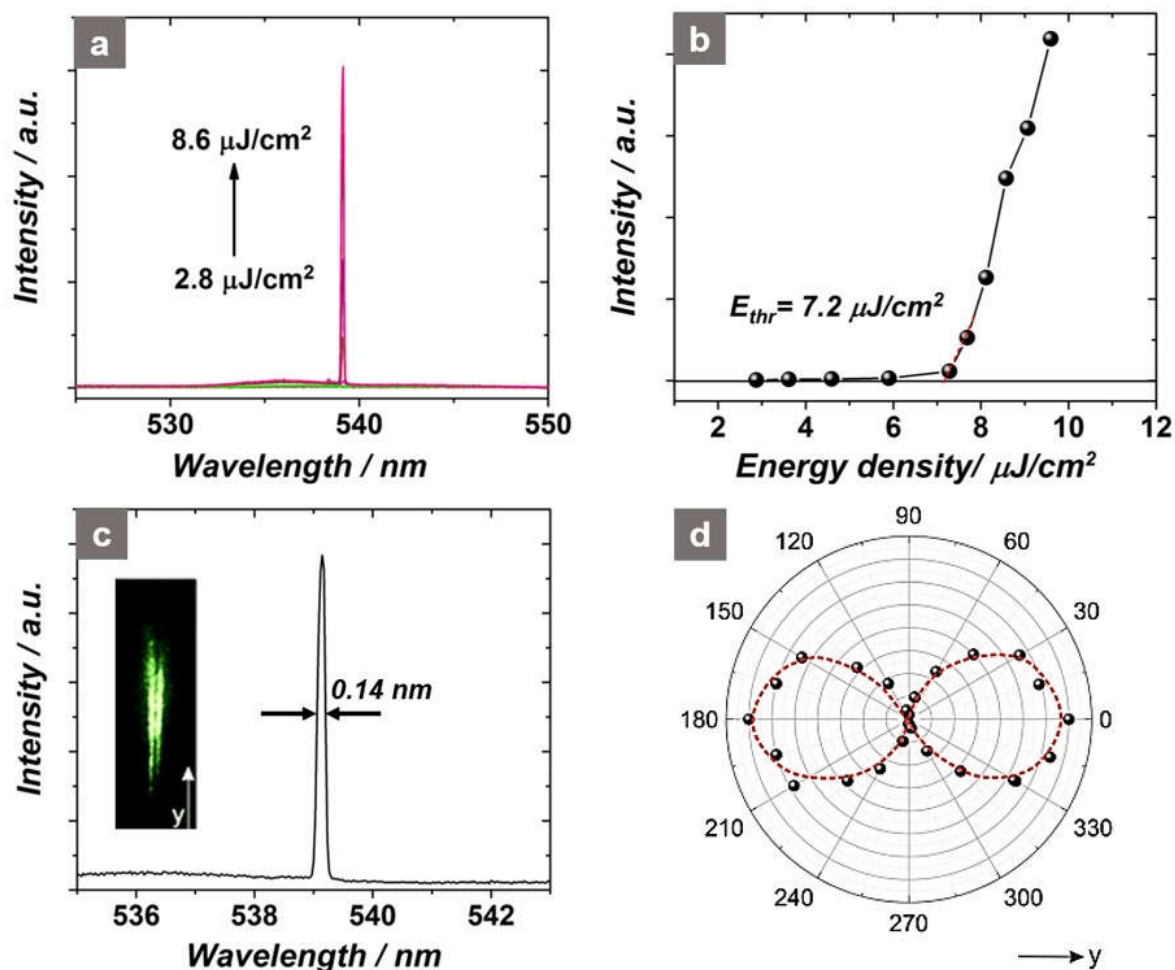 a
Intensity / a.u.
8.6 μJ/cm²
2.8 μJ/cm²
530
540
550
Wavelength / nm
b
Intensity / a.u.
E_thr= 7.2 μJ/cm²
2
4
6
8
10
12
Energy density/ μJ/cm²
c
Intensity / a.u.
0.14 nm
y
536
538
540
542
Wavelength / nm
d
90
120
60
150
30
180
0
210
330
240
300
270
y